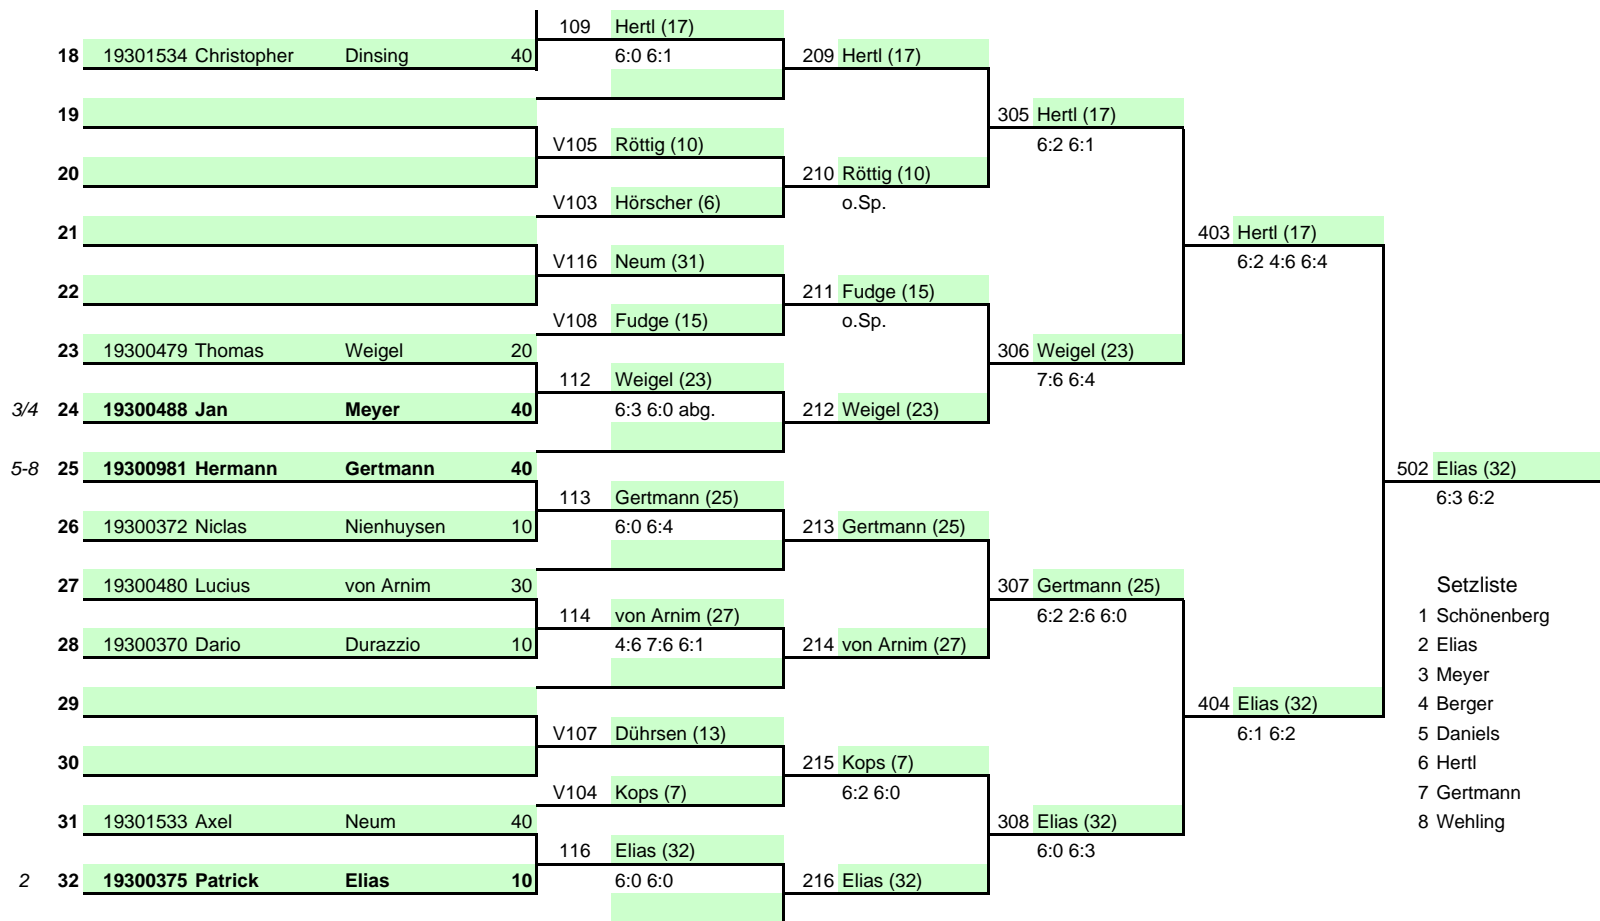 109 Hertl (17)
18 19301534 Christopher Dinsing 40 6:0 6:1 209 Hertl (17)
19 305 Hertl (17)
V105 Röttig (10) 6:2 6:1
20 210 Röttig (10)
V103 Hörscher (6) o.Sp.
21 403 Hertl (17)
V116 Neum (31) 6:2 4:6 6:4
22 211 Fudge (15)
V108 Fudge (15) o.Sp.
23 19300479 Thomas Weigel 20 306 Weigel (23)
112 Weigel (23) 7:6 6:4
3/4 24 19300488 Jan Meyer 40 6:3 6:0 abg. 212 Weigel (23)
5-8 25 19300981 Hermann Gertmann 40 502 Elias (32)
113 Gertmann (25) 6:3 6:2
26 19300372 Niclas Nienhuysen 10 6:0 6:4 213 Gertmann (25)
27 19300480 Lucius von Arnim 30 307 Gertmann (25) Setzliste
114 von Arnim (27) 6:2 2:6 6:0 1 Schönenberg
28 19300370 Dario Durazzio 10 4:6 7:6 6:1 214 von Arnim (27) 2 Elias
3 Meyer
29 404 Elias (32) 4 Berger
V107 Dührsen (13) 6:1 6:2 5 Daniels
30 215 Kops (7) 6 Hertl
V104 Kops (7) 6:2 6:0 7 Gertmann
31 19301533 Axel Neum 40 308 Elias (32) 8 Wehling
116 Elias (32) 6:0 6:3
2 32 19300375 Patrick Elias 10 6:0 6:0 216 Elias (32)